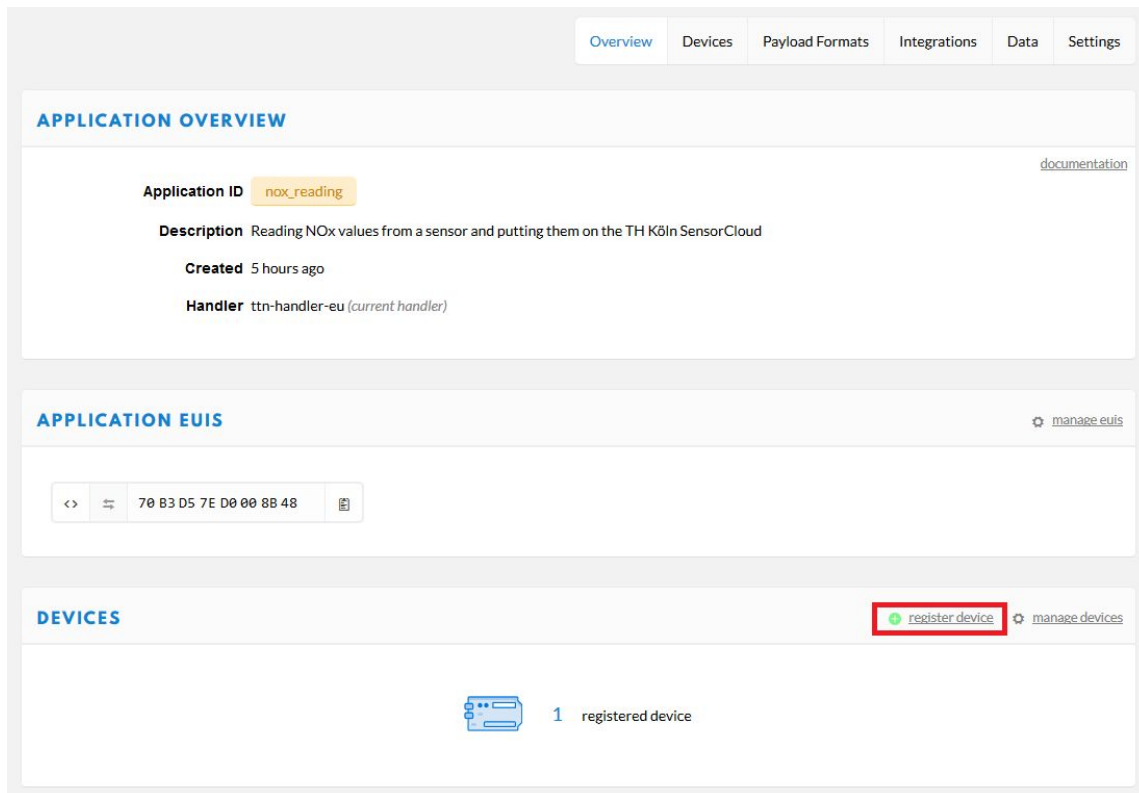 Overview Devices Payload Formats Integrations Data Settings
APPLICATION OVERVIEW
documentation
Application ID nox_reading
Description Reading NOx values from a sensor and putting them on the TH Köln SensorCloud
Created 5 hours ago
Handler ttn-handler-eu (current handler)
APPLICATION EUIS manage euis
<> 70 B3 D5 7E D0 00 8B 48
DEVICES register device manage devices
1 registered device